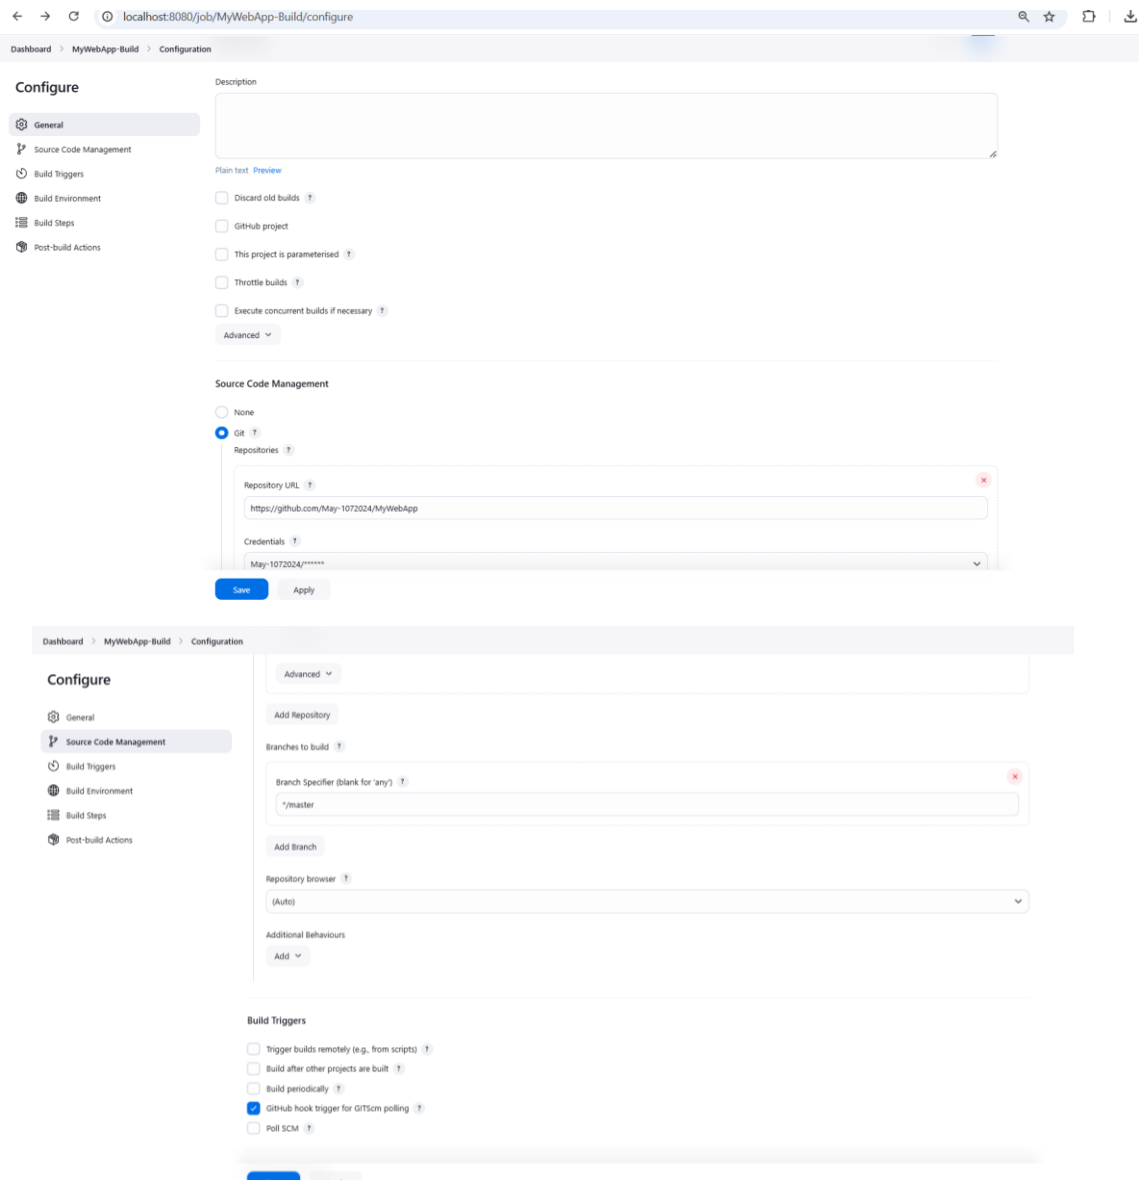 localhost:8080/job/MyWebApp-Build/configure
Dashboard > MyWebApp-Build > Configuration
Configure
General
Source Code Management
Build Triggers
Build Environment
Build Steps
Post-build Actions
Description
Plain text Preview
Discard old builds ?
GitHub project
This project is parameterised ?
Throttle builds ?
Execute concurrent builds if necessary ?
Advanced
Source Code Management
None
Git ?
Repositories ?
Repository URL ?
https://github.com/May-1072024/MyWebApp
Credentials ?
May-1072024/******
Save Apply
Dashboard > MyWebApp-Build > Configuration
Configure
General
Source Code Management
Build Triggers
Build Environment
Build Steps
Post-build Actions
Advanced
Add Repository
Branches to build ?
Branch Specifier (blank for 'any') ?
*/master
Add Branch
Repository browser ?
(Auto)
Additional Behaviours
Add
Build Triggers
Trigger builds remotely (e.g., from scripts) ?
Build after other projects are built ?
Build periodically ?
GitHub hook trigger for GITScm polling ?
Poll SCM ?